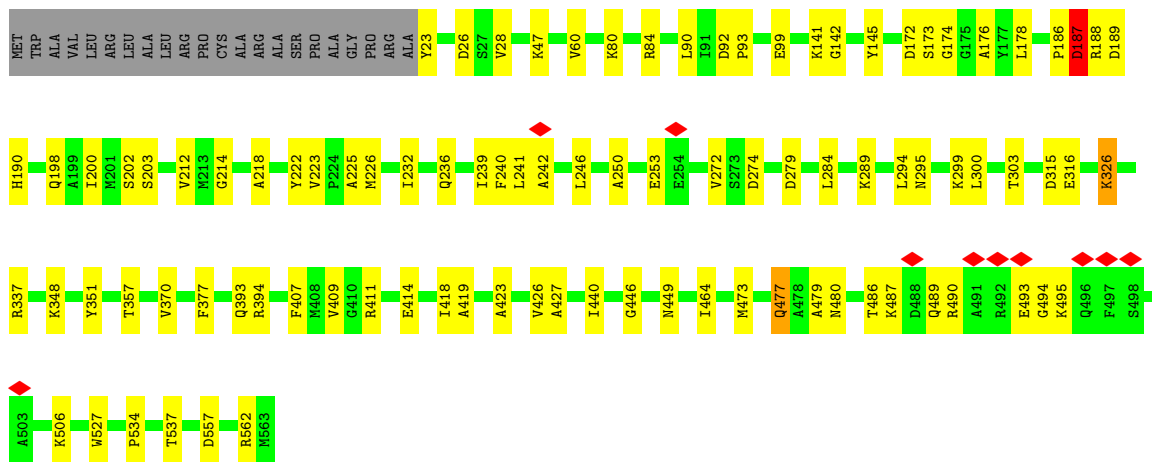 MET TRP ALA VAL LEU LEU ARG LEU ALA LEU ARG PRO CYS ALA ARG ALA SER PRO ALA GLY PRO ARG ALA Y23 D26 S27 V28 K47 V60 K80 R84 L90 I91 D92 P93 E99 K141 G142 Y145 D172 S173 G174 G175 A176 Y177 L178 P186 D187 R188 D189
H190 Q198 A199 I200 M201 S202 S203 V212 M213 G214 A218 Y222 V223 P224 A225 M226 I232 Q236 I239 F240 L241 A242 L246 A250 E253 E254 V272 S273 D274 D279 L284 K289 L294 N295 K299 L300 T303 D315 E316 K326
R337 K348 Y351 T357 V370 F377 Q393 R394 F407 M408 V409 G410 R411 E414 I418 A419 A423 V426 A427 I440 G446 N449 I464 M473 Q477 A478 A479 N480 T486 K487 D488 Q489 R490 A491 R492 E493 G494 K495 Q496 F497 S498
A503 K506 W527 P534 T537 D557 R562 M563